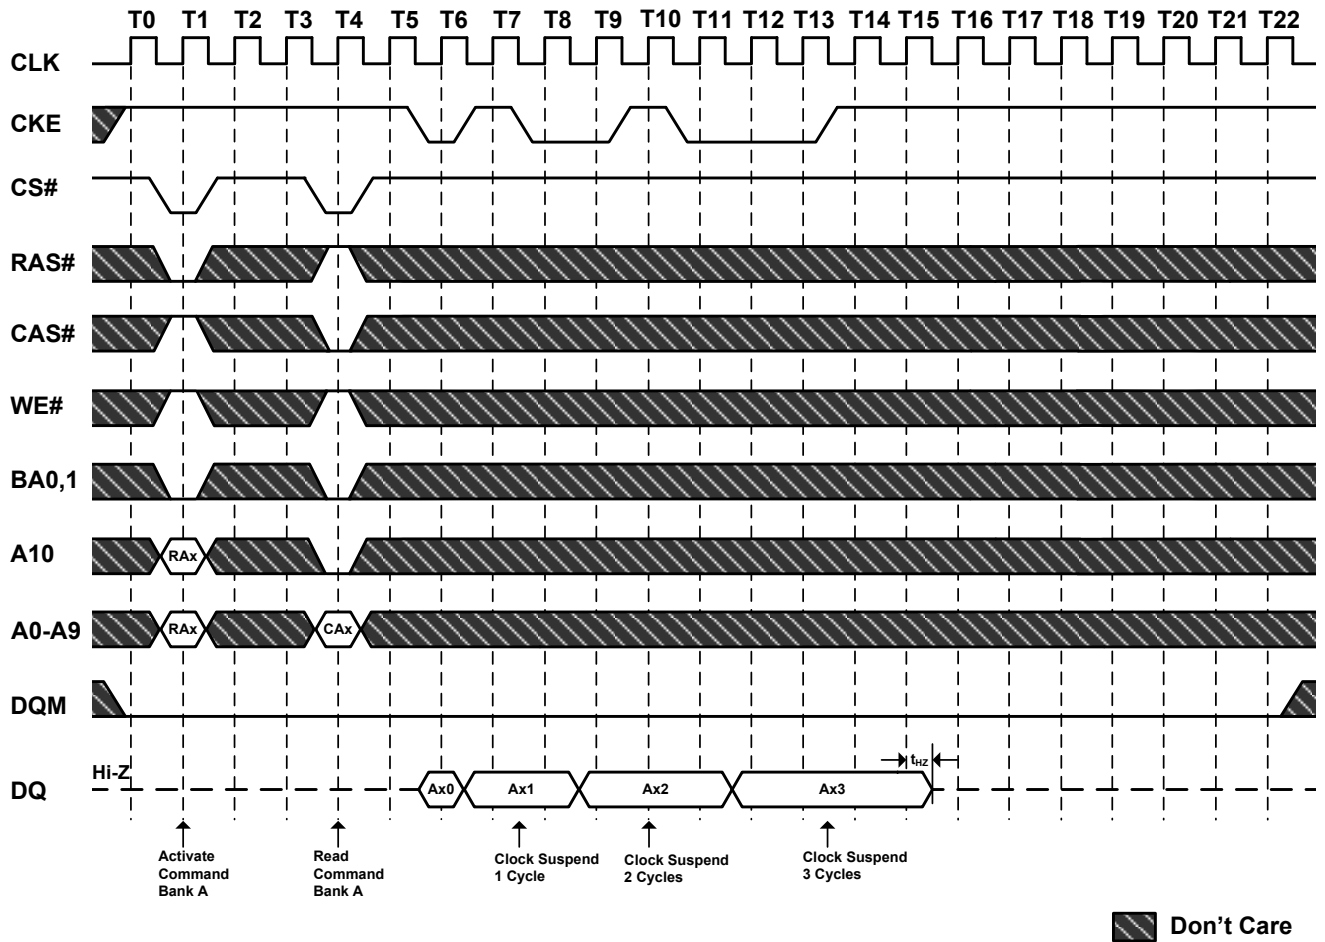 T0 T1 T2 T3 T4 T5 T6 T7 T8 T9 T10 T11 T12 T13 T14 T15 T16 T17 T18 T19 T20 T21 T22
CLK
CKE
CS#
RAS#
CAS#
WE#
BA0,1
A10 RAx
A0-A9 RAx CAx
DQM
Hi-Z tHZ
DQ Ax0 Ax1 Ax2 Ax3
Activate
Command
Bank A
Read
Command
Bank A
Clock Suspend
1 Cycle
Clock Suspend
2 Cycles
Clock Suspend
3 Cycles
Don't Care